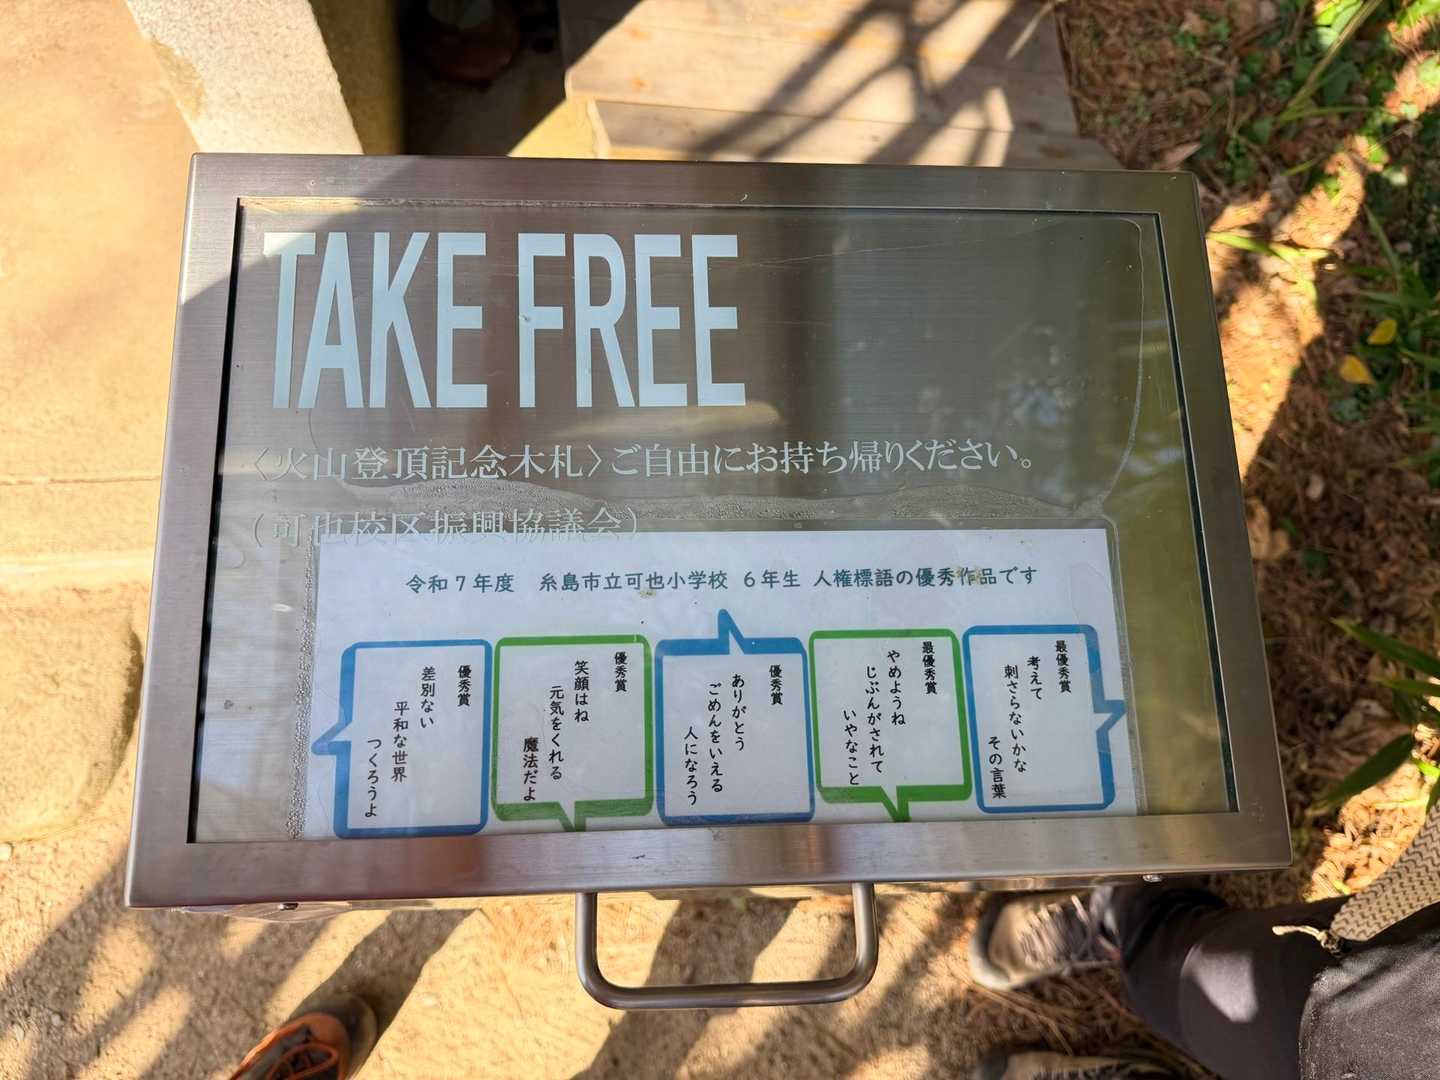 TAKE FREE
〈火山登頂記念木札〉ご自由にお持ち帰りください。
（可也校区振興協議会）
令和７年度　糸島市立可也小学校　６年生　人権標語の優秀作品です
最優秀賞
考えて
刺さらないかな
その言葉
最優秀賞
やめようね
じぶんがされて
いやなこと
優秀賞
ありがとう
ごめんをいえる
人になろう
優秀賞
笑顔はね
元気をくれる
魔法だよ
優秀賞
差別ない
平和な世界
つくろうよ